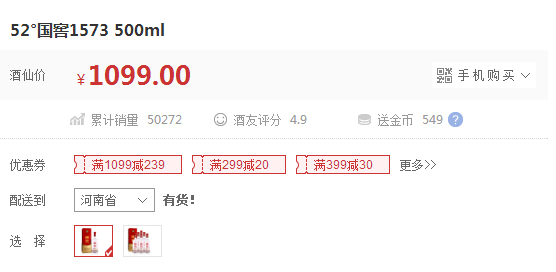 52°国窖1573 500ml
酒仙价 ¥1099.00 手机购买
累计销量 50272 酒友评分 4.9 送金币 549 ?
优惠券 满1099减239 满299减20 满399减30 更多>>
配送到 河南省 有货!
选 择